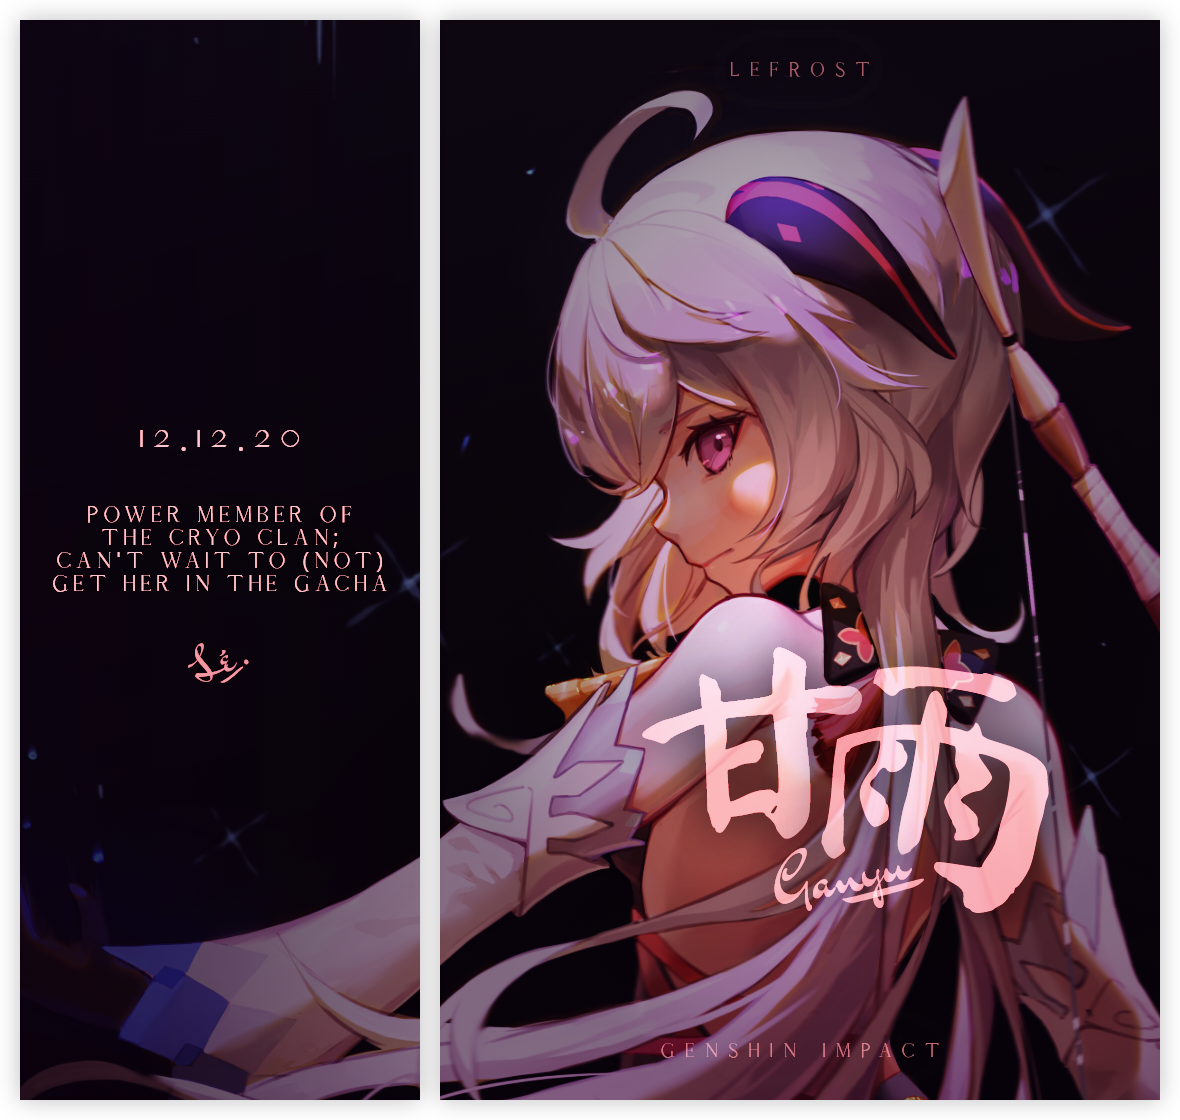 12.12.20
POWER MEMBER OF
THE CRYO CLAN;
CAN'T WAIT TO (NOT)
GET HER IN THE GACHA
LEFROST
甘雨
Ganyu
GENSHIN IMPACT